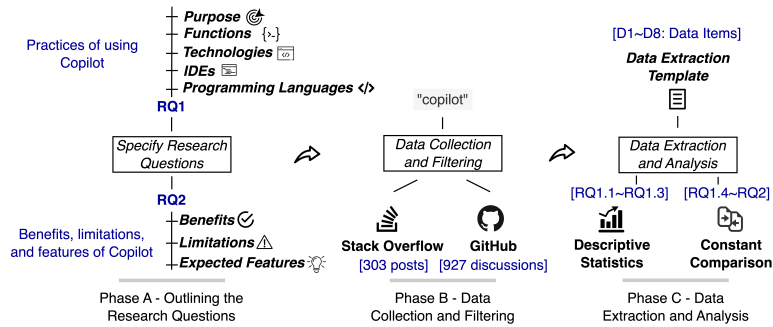 Practices of using
Copilot
Purpose
Functions
Technologies
IDEs
Programming Languages
RQ1
Specify Research
Questions
RQ2
Benefits, limitations,
and features of Copilot
Benefits
Limitations
Expected Features
Phase A - Outlining the
Research Questions
"copilot"
Data Collection
and Filtering
Stack Overflow
[303 posts]
GitHub
[927 discussions]
Phase B - Data
Collection and Filtering
[D1~D8: Data Items]
Data Extraction
Template
Data Extraction
and Analysis
[RQ1.1~RQ1.3]
[RQ1.4~RQ2]
Descriptive
Statistics
Constant
Comparison
Phase C - Data
Extraction and Analysis